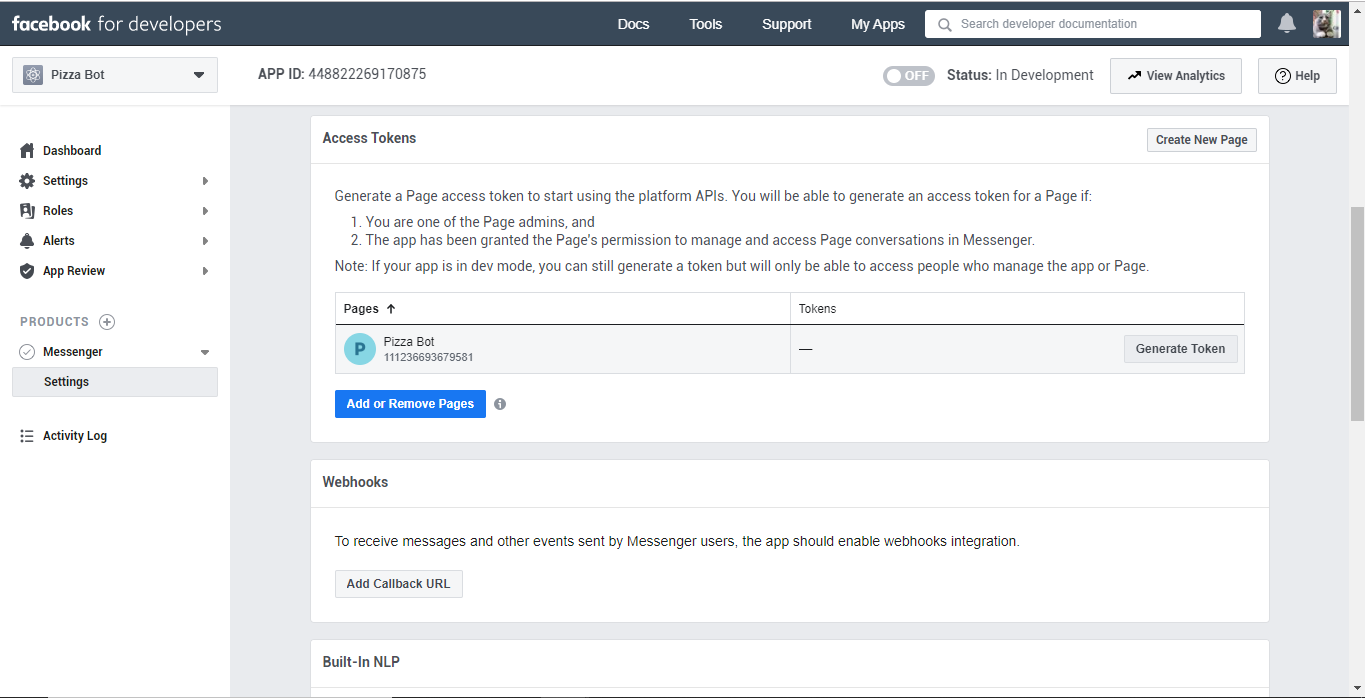 facebook for developers
Docs
Tools
Support
My Apps
Search developer documentation
Pizza Bot
APP ID: 448822269170875
OFF
Status: In Development
View Analytics
Help
Dashboard
Settings
Roles
Alerts
App Review
PRODUCTS
Messenger
Settings
Activity Log
Access Tokens
Create New Page
Generate a Page access token to start using the platform APIs. You will be able to generate an access token for a Page if:
1. You are one of the Page admins, and
2. The app has been granted the Page's permission to manage and access Page conversations in Messenger.
Note: If your app is in dev mode, you can still generate a token but will only be able to access people who manage the app or Page.
Pages
Tokens
P
Pizza Bot
111236693679581
—
Generate Token
Add or Remove Pages
Webhooks
To receive messages and other events sent by Messenger users, the app should enable webhooks integration.
Add Callback URL
Built-In NLP